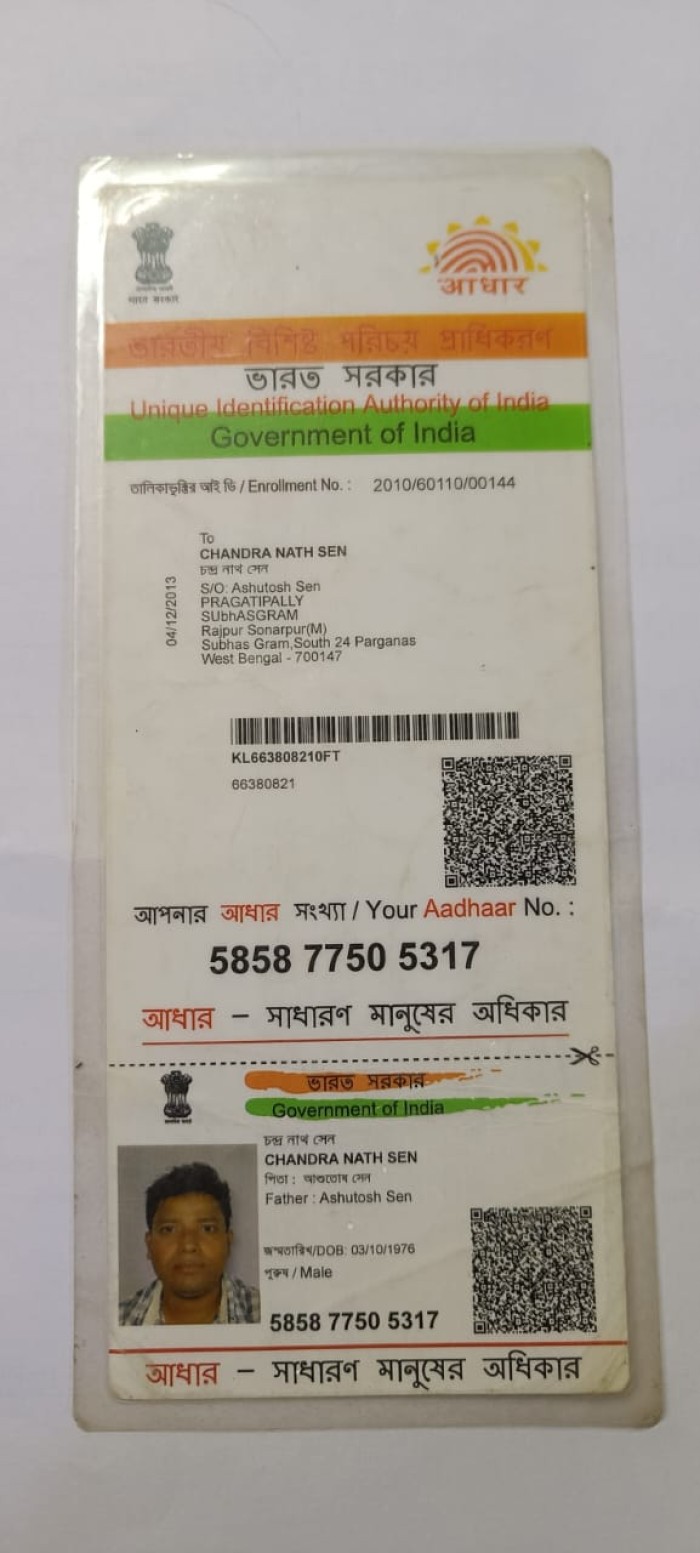 भारत सरकार
आधार
ভারতীয় বিশিষ্ট পরিচয় প্রাধিকরণ
ভারত সরকার
Unique Identification Authority of India
Government of India
তালিকাভুক্তির আই ডি / Enrollment No. : 2010/60110/00144
To
CHANDRA NATH SEN
চন্দ্র নাথ সেন
S/O: Ashutosh Sen
PRAGATIPALLY
SUbhASGRAM
Rajpur Sonarpur(M)
Subhas Gram,South 24 Parganas
West Bengal - 700147
04/12/2013
KL663808210FT
66380821
আপনার আধার সংখ্যা / Your Aadhaar No. :
5858 7750 5317
আধার – সাধারণ মানুষের অধিকার
ভারত সরকার
Government of India
চন্দ্র নাথ সেন
CHANDRA NATH SEN
পিতা : আশুতোষ সেন
Father : Ashutosh Sen
জন্মতারিখ/DOB: 03/10/1976
পুরুষ / Male
5858 7750 5317
আধার – সাধারণ মানুষের অধিকার